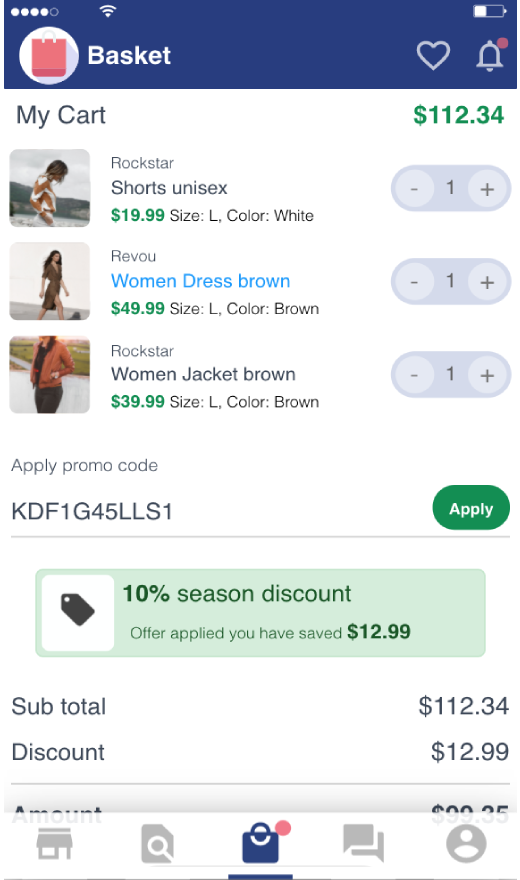 Basket
My Cart $112.34
Rockstar
Shorts unisex
$19.99 Size: L, Color: White
- 1 +
Revou
Women Dress brown
$49.99 Size: L, Color: Brown
- 1 +
Rockstar
Women Jacket brown
$39.99 Size: L, Color: Brown
- 1 +
Apply promo code
KDF1G45LLS1
Apply
10% season discount
Offer applied you have saved $12.99
Sub total $112.34
Discount $12.99
Amount $99.35